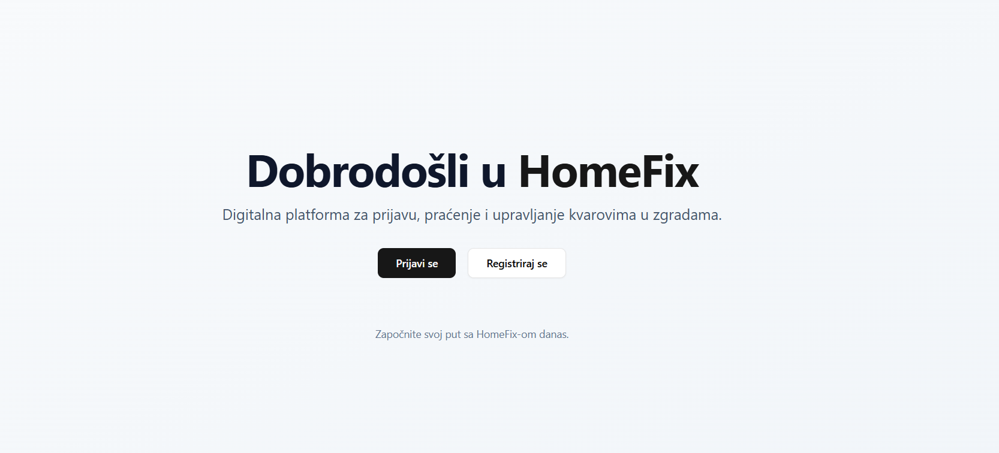 Dobrodošli u HomeFix
Digitalna platforma za prijavu, praćenje i upravljanje kvarovima u zgradama.
Prijavi se
Registriraj se
Započnite svoj put sa HomeFix-om danas.